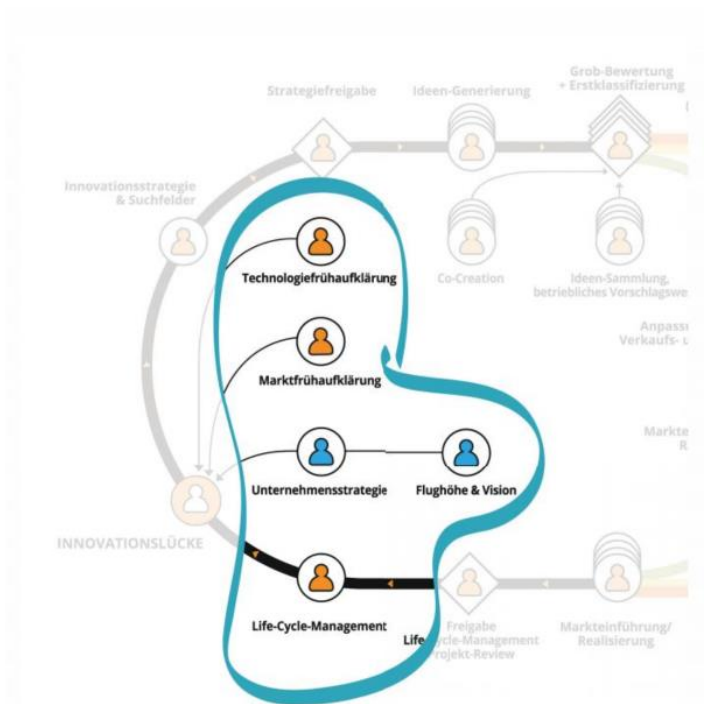 Grob-Bewertung
+ Erstklassifizierung
Strategiefreigabe
Ideen-Generierung
Innovationsstrategie
& Suchfelder
Technologiefrühaufklärung
Co-Creation
Ideen-Sammlung,
betriebliches Vorschlagswe
Anpass
Verkaufs- u
Marktfrühaufklärung
Markte
R
Unternehmensstrategie
Flughöhe & Vision
INNOVATIONSLÜCKE
Life-Cycle-Management
Freigabe
Life-Cycle-Management
Projekt-Review
Markteinführung/
Realisierung